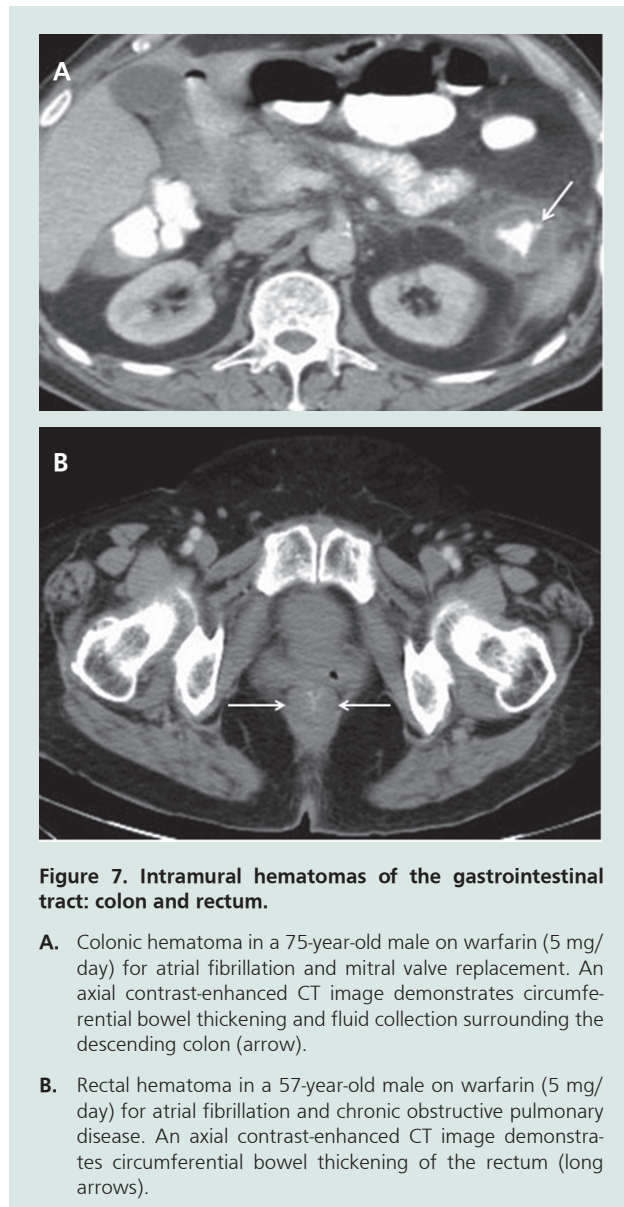 A
B
Figure 7. Intramural hematomas of the gastrointestinal
tract: colon and rectum.
A. Colonic hematoma in a 75-year-old male on warfarin (5 mg/
day) for atrial fibrillation and mitral valve replacement. An
axial contrast-enhanced CT image demonstrates circumfe-
rential bowel thickening and fluid collection surrounding the
descending colon (arrow).
B. Rectal hematoma in a 57-year-old male on warfarin (5 mg/
day) for atrial fibrillation and chronic obstructive pulmonary
disease. An axial contrast-enhanced CT image demonstra-
tes circumferential bowel thickening of the rectum (long
arrows).